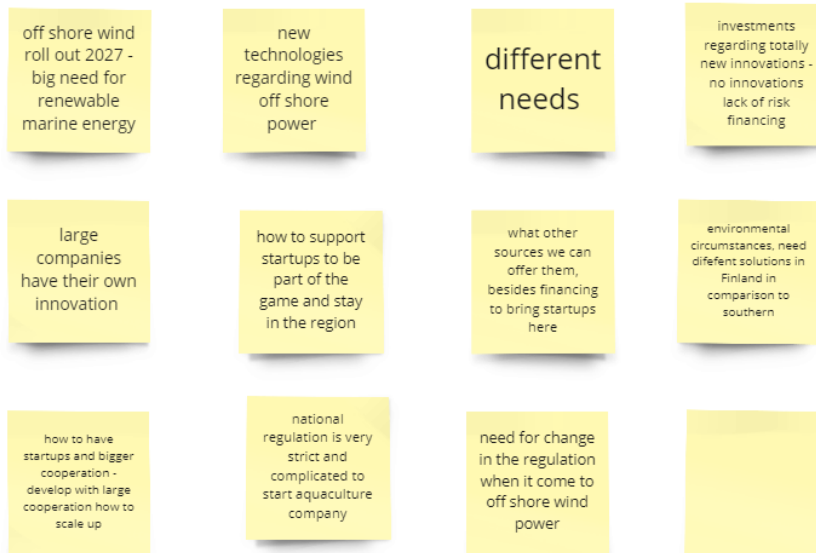 off shore wind
roll out 2027 -
big need for
renewable
marine energy
new
technologies
regarding wind
off shore
power
different
needs
investments
regarding totally
new innovations -
no innovations
lack of risk
financing
large
companies
have their own
innovation
how to support
startups to be
part of the
game and stay
in the region
what other
sources we can
offer them,
besides financing
to bring startups
here
environmental
circumstances, need
difefent solutions in
Finland in
comparison to
southern
how to have
startups and bigger
cooperation -
develop with large
cooperation how to
scale up
national
regulation is very
strict and
complicated to
start aquaculture
company
need for change
in the regulation
when it come to
off shore wind
power